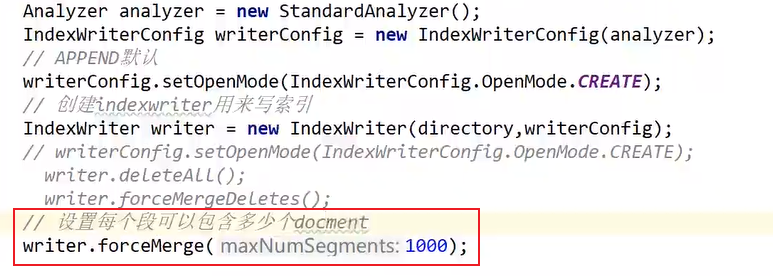 Analyzer analyzer = new StandardAnalyzer();
IndexWriterConfig writerConfig = new IndexWriterConfig(analyzer);
// APPEND默认
writerConfig.setOpenMode(IndexWriterConfig.OpenMode.CREATE);
// 创建indexwriter用来写索引
IndexWriter writer = new IndexWriter(directory,writerConfig);
// writerConfig.setOpenMode(IndexWriterConfig.OpenMode.CREATE);
writer.deleteAll();
writer.forceMergeDeletes();
// 设置每个段可以包含多少个docment
writer.forceMerge( maxNumSegments: 1000);